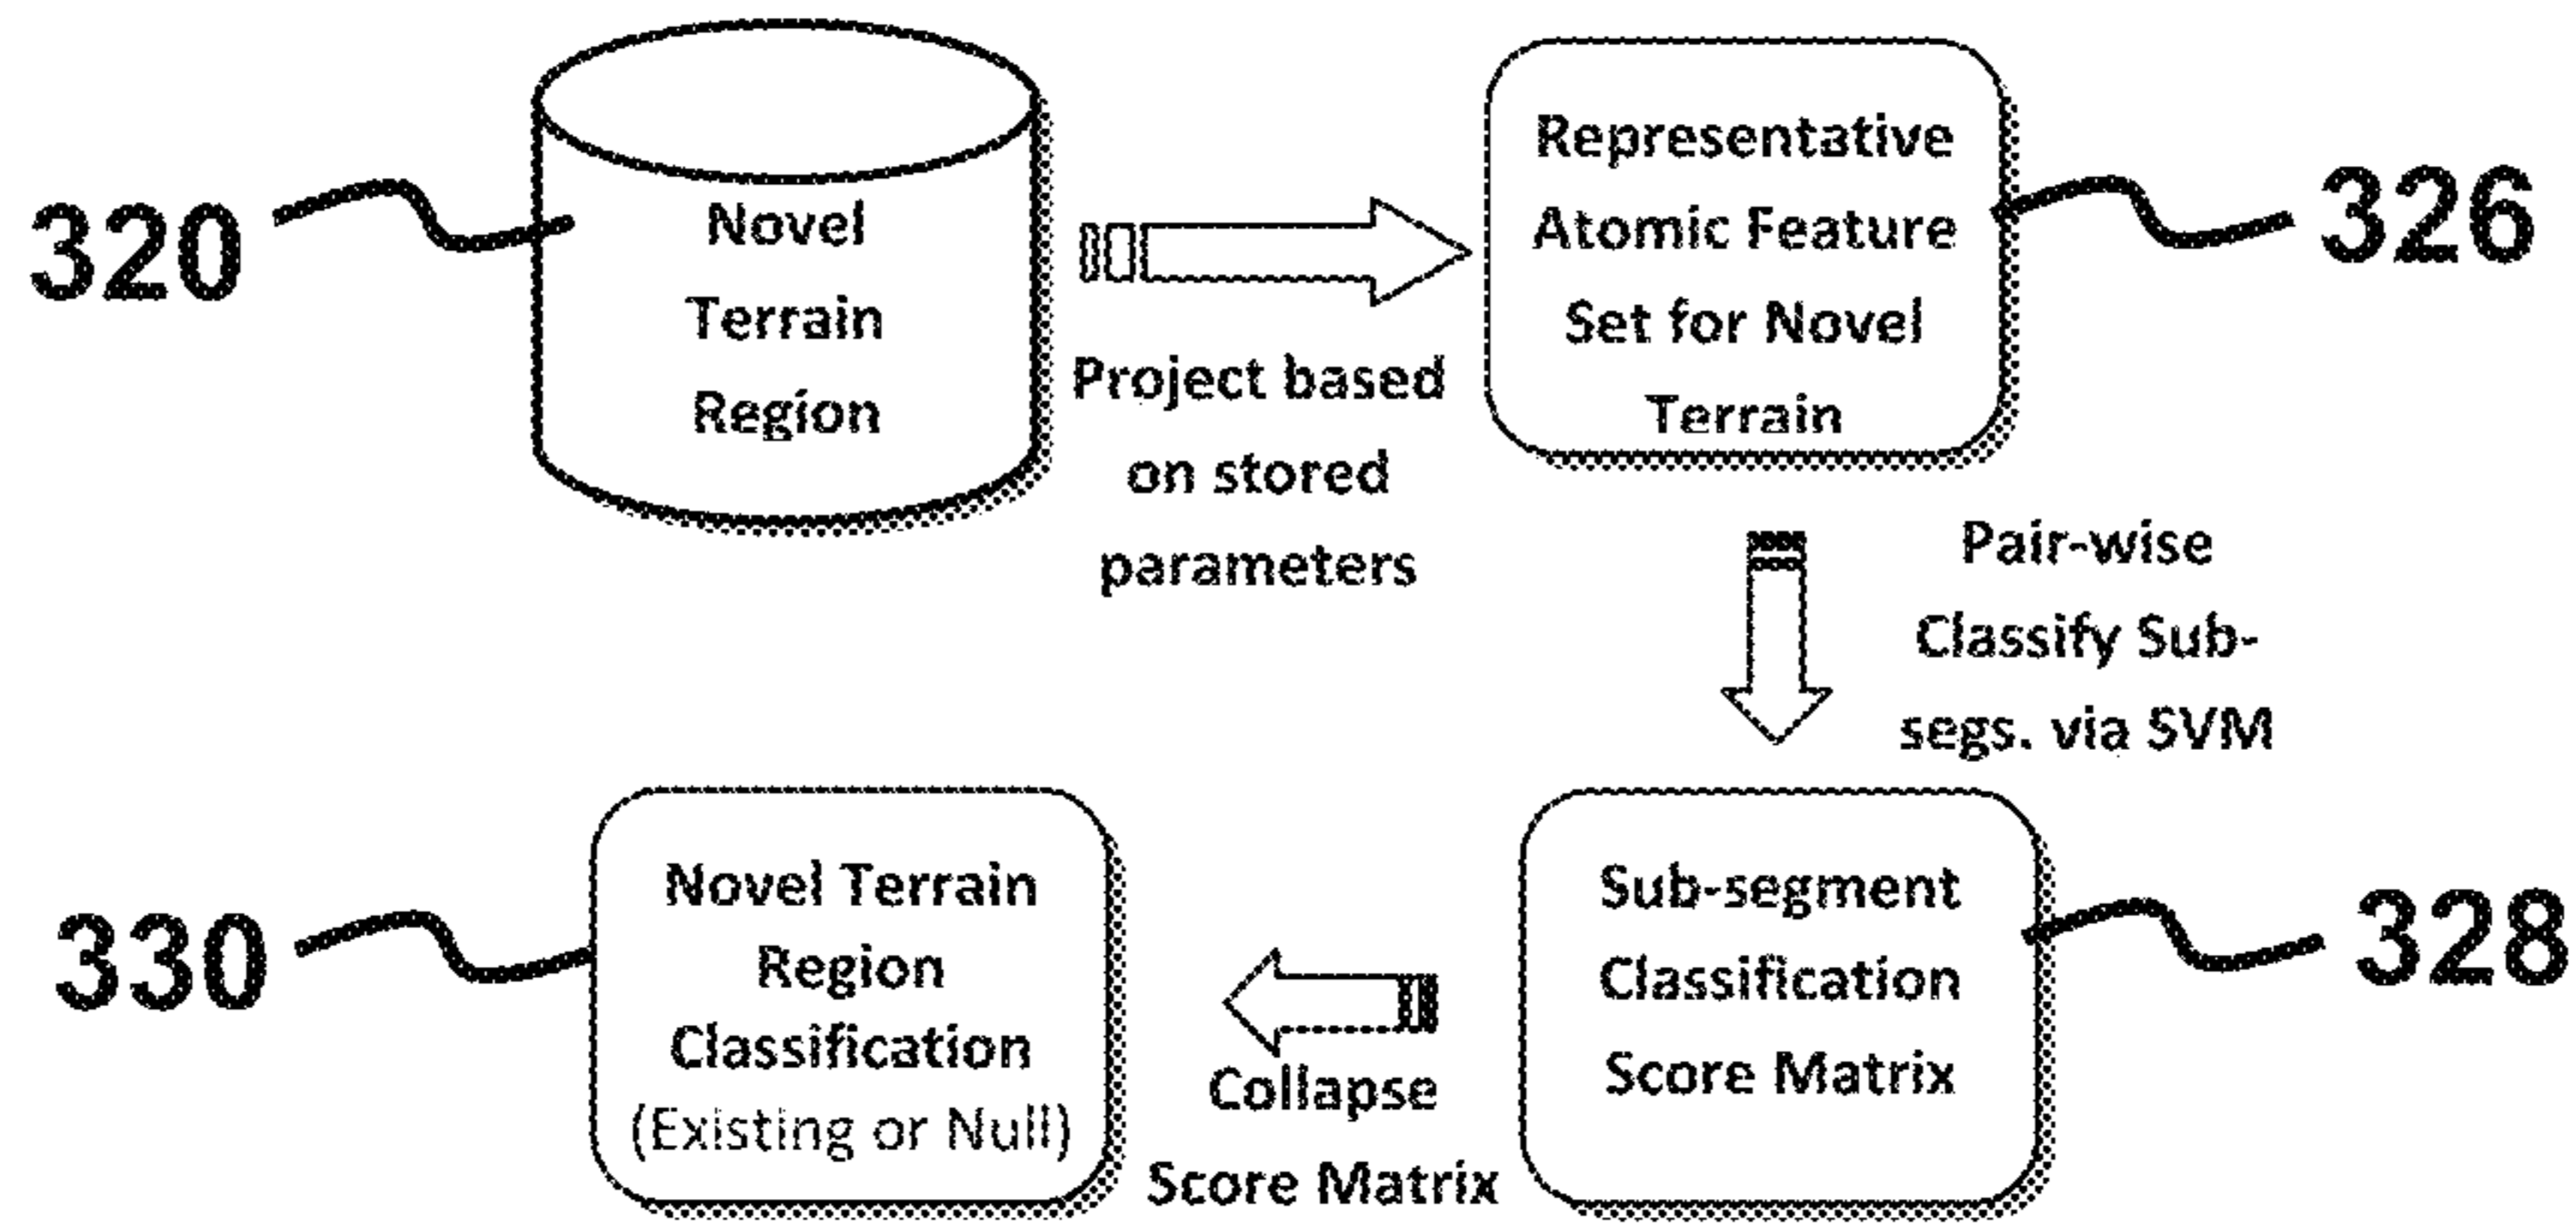 320
Novel
Terrain
Region
Project based
on stored
parameters
Representative
Atomic Feature
Set for Novel
Terrain
326
Pair-wise
Classify Sub-
segs. via SVM
330
Novel Terrain
Region
Classification
(Existing or Null)
Collapse
Score Matrix
Sub-segment
Classification
Score Matrix
328